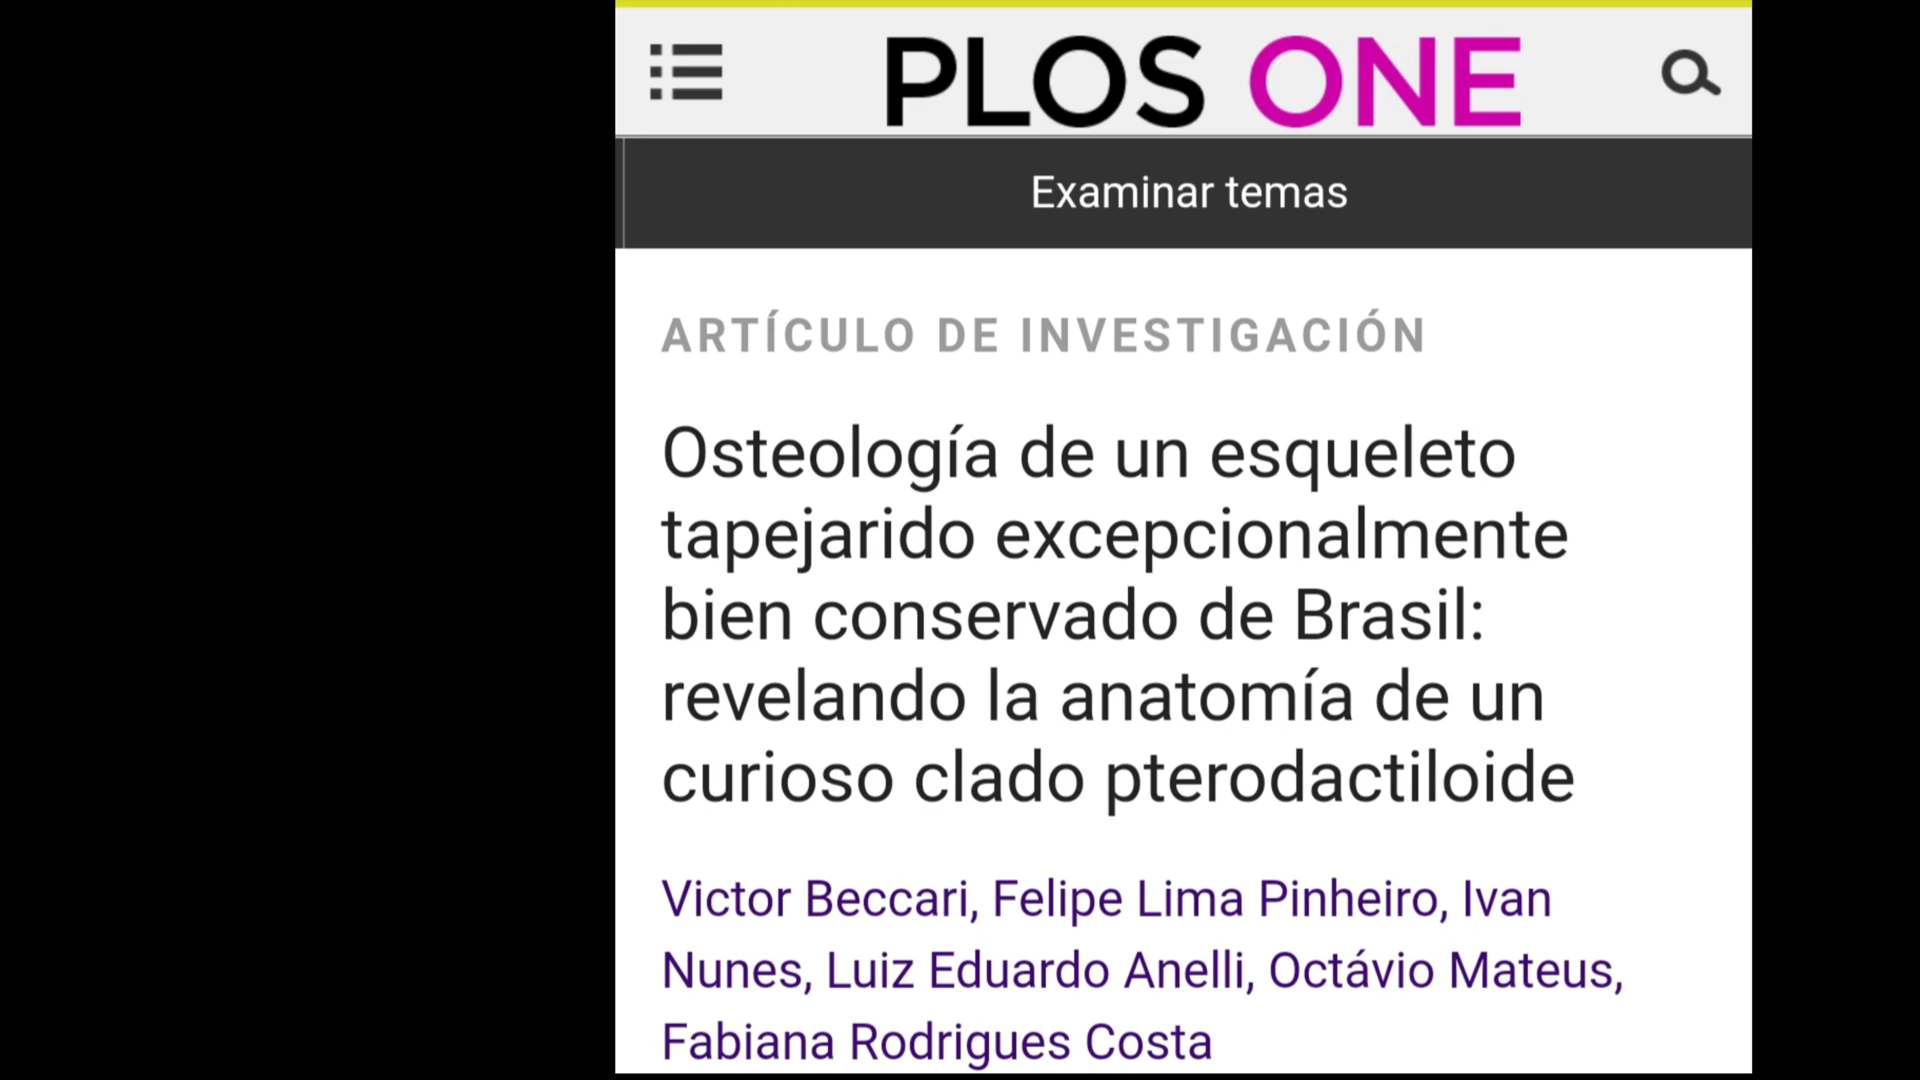 PLOS ONE
Examinar temas
ARTÍCULO DE INVESTIGACIÓN
Osteología de un esqueleto
tapejarido excepcionalmente
bien conservado de Brasil:
revelando la anatomía de un
curioso clado pterodactiloide
Victor Beccari, Felipe Lima Pinheiro, Ivan
Nunes, Luiz Eduardo Anelli, Octávio Mateus,
Fabiana Rodrigues Costa